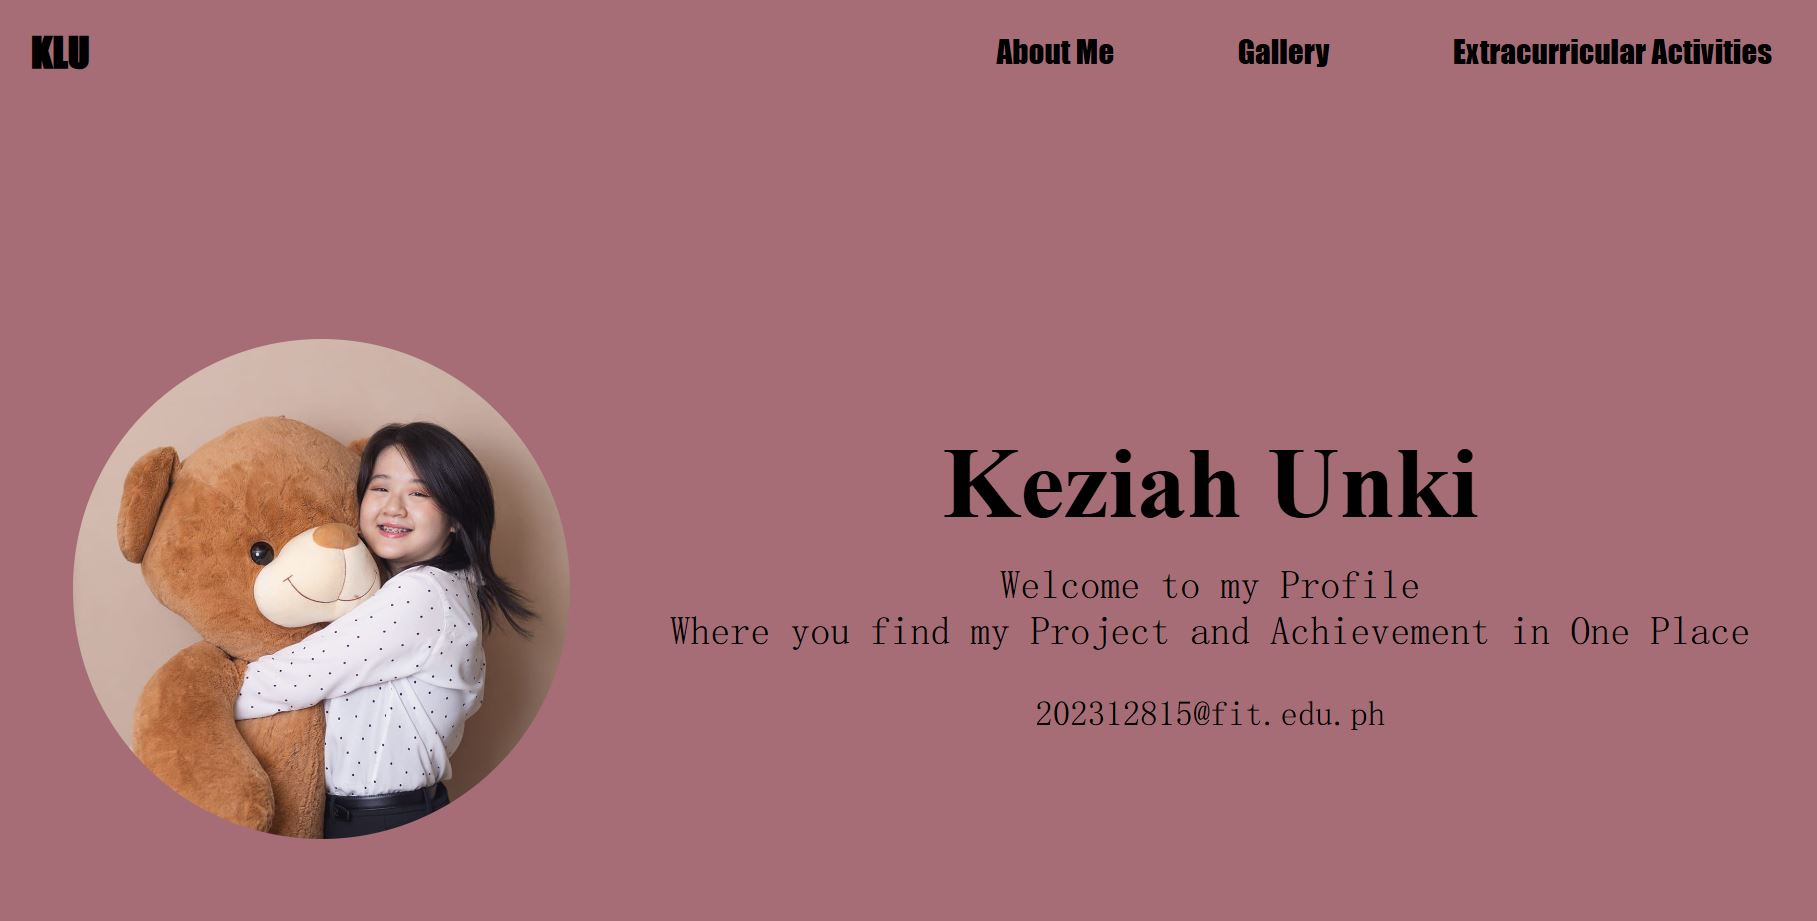 KLU
About Me
Gallery
Extracurricular Activities
Keziah Unki
Welcome to my Profile
Where you find my Project and Achievement in One Place
202312815@fit.edu.ph